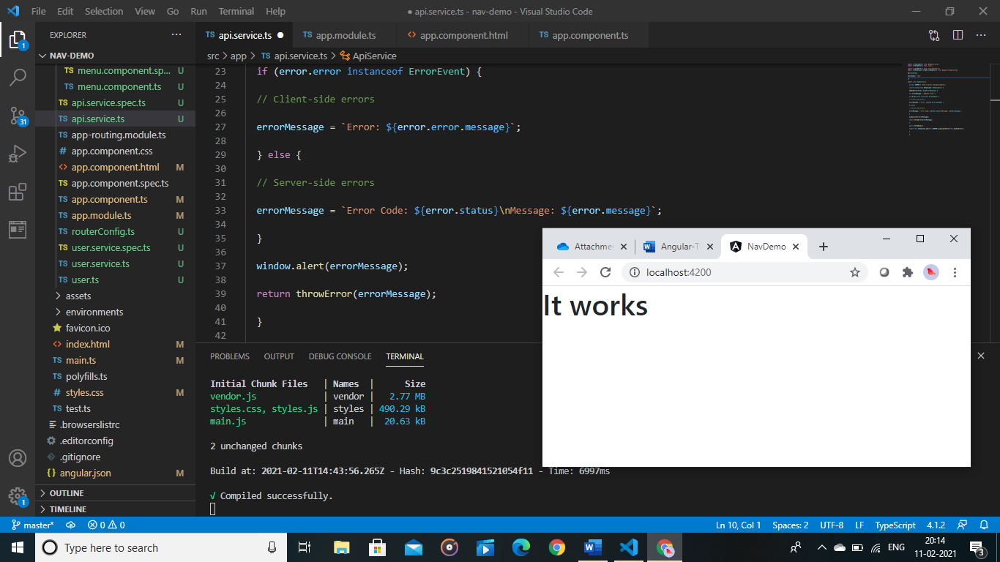 File Edit Selection View Go Run Terminal Help
● api.service.ts - nav-demo - Visual Studio Code
EXPLORER ···
NAV-DEMO
TS menu.component.sp... U
TS menu.component.ts U
TS api.service.spec.ts U
TS api.service.ts U
TS app-routing.module.ts
# app.component.css
<> app.component.html M
TS app.component.spec.ts
TS app.component.ts M
TS app.module.ts M
TS routerConfig.ts U
TS user.service.spec.ts U
TS user.service.ts U
TS user.ts U
> assets
> environments
favicon.ico
<> index.html M
TS main.ts M
TS polyfills.ts
# styles.css M
TS test.ts
.browserslistrc
.editorconfig
.gitignore
{} angular.json M
> OUTLINE
> TIMELINE
1
31
1
TS api.service.ts ●
TS app.module.ts
<> app.component.html
TS app.component.ts
src > app > TS api.service.ts > ApiService
23 if (error.error instanceof ErrorEvent) {
24
25 // Client-side errors
26
27 errorMessage = `Error: ${error.error.message}`;
28
29 } else {
30
31 // Server-side errors
32
33 errorMessage = `Error Code: ${error.status}\nMessage: ${error.message}`;
34
35 }
36
37 window.alert(errorMessage);
38
39 return throwError(errorMessage);
40
41 }
42
PROBLEMS OUTPUT DEBUG CONSOLE TERMINAL
Initial Chunk Files | Names | Size
vendor.js | vendor | 2.77 MB
styles.css, styles.js | styles | 490.29 kB
main.js | main | 20.63 kB
2 unchanged chunks
Build at: 2021-02-11T14:43:56.265Z - Hash: 9c3c2519841521054f11 - Time: 6997ms
√ Compiled successfully.
Attachme
Angular-T
NavDemo
localhost:4200
It works
master* 0 0
Ln 10, Col 1 Spaces: 2 UTF-8 LF TypeScript 4.1.2
Type here to search
ENG
20:14
11-02-2021
3